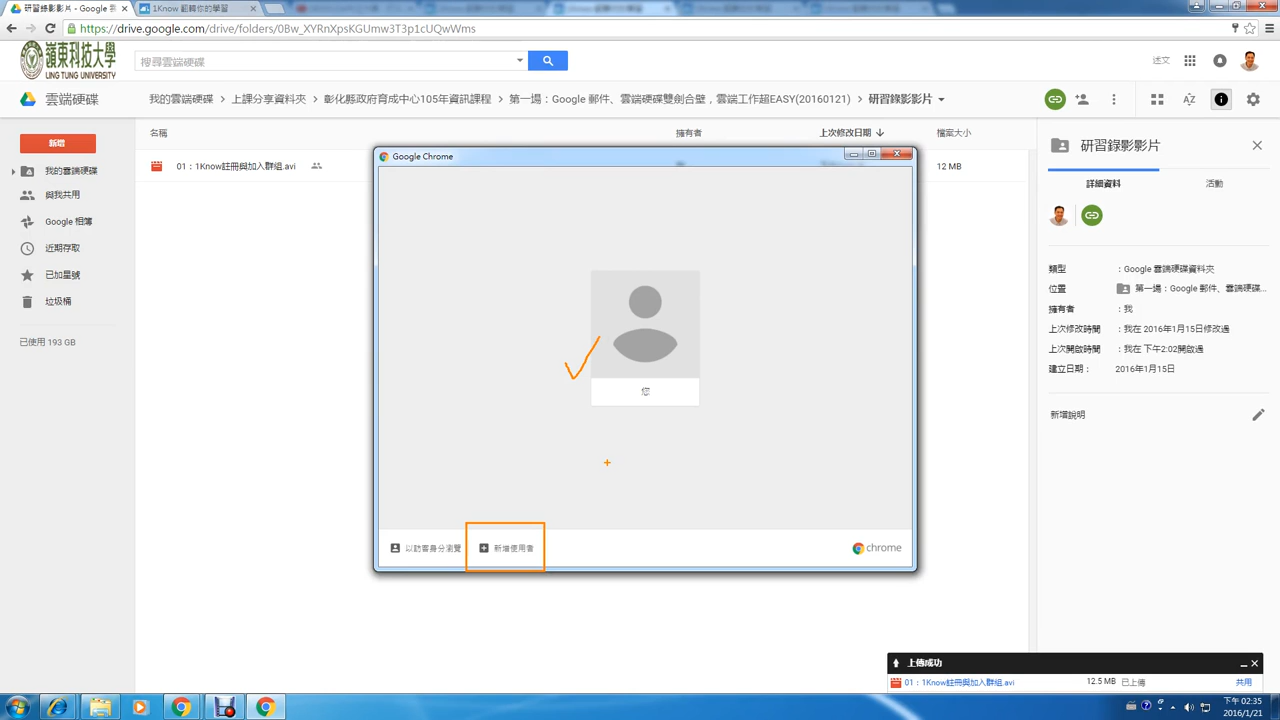 研習錄影影片 - Google 雲
1Know 翻轉你的學習
https://drive.google.com/drive/folders/0Bw_XYRnXpsKGUmw3T3p1cUQwWms
嶺東科技大學
LING TUNG UNIVERSITY
搜尋雲端硬碟
述文
雲端硬碟
我的雲端硬碟 > 上課分享資料夾 > 彰化縣政府育成中心105年資訊課程 > 第一場：Google 郵件、雲端硬碟雙劍合壁，雲端工作超EASY(20160121) > 研習錄影影片
新增
我的雲端硬碟
與我共用
Google 相簿
近期存取
已加星號
垃圾桶
已使用 193 GB
名稱
擁有者
上次修改日期
檔案大小
01：1Know註冊與加入群組.avi
12 MB
Google Chrome
您
以訪客身分瀏覽
新增使用者
chrome
研習錄影影片
詳細資料
活動
類型 ：Google 雲端硬碟資料夾
位置 ： 第一場：Google 郵件、雲端硬碟...
擁有者 ：我
上次修改時間 ：我在 2016年1月15日修改過
上次開啟時間 ：我在 下午2:02開啟過
建立日期： 2016年1月15日
新增說明
上傳成功
01：1Know註冊與加入群組.avi
12.5 MB 已上傳
共用
下午 02:35
2016/1/21